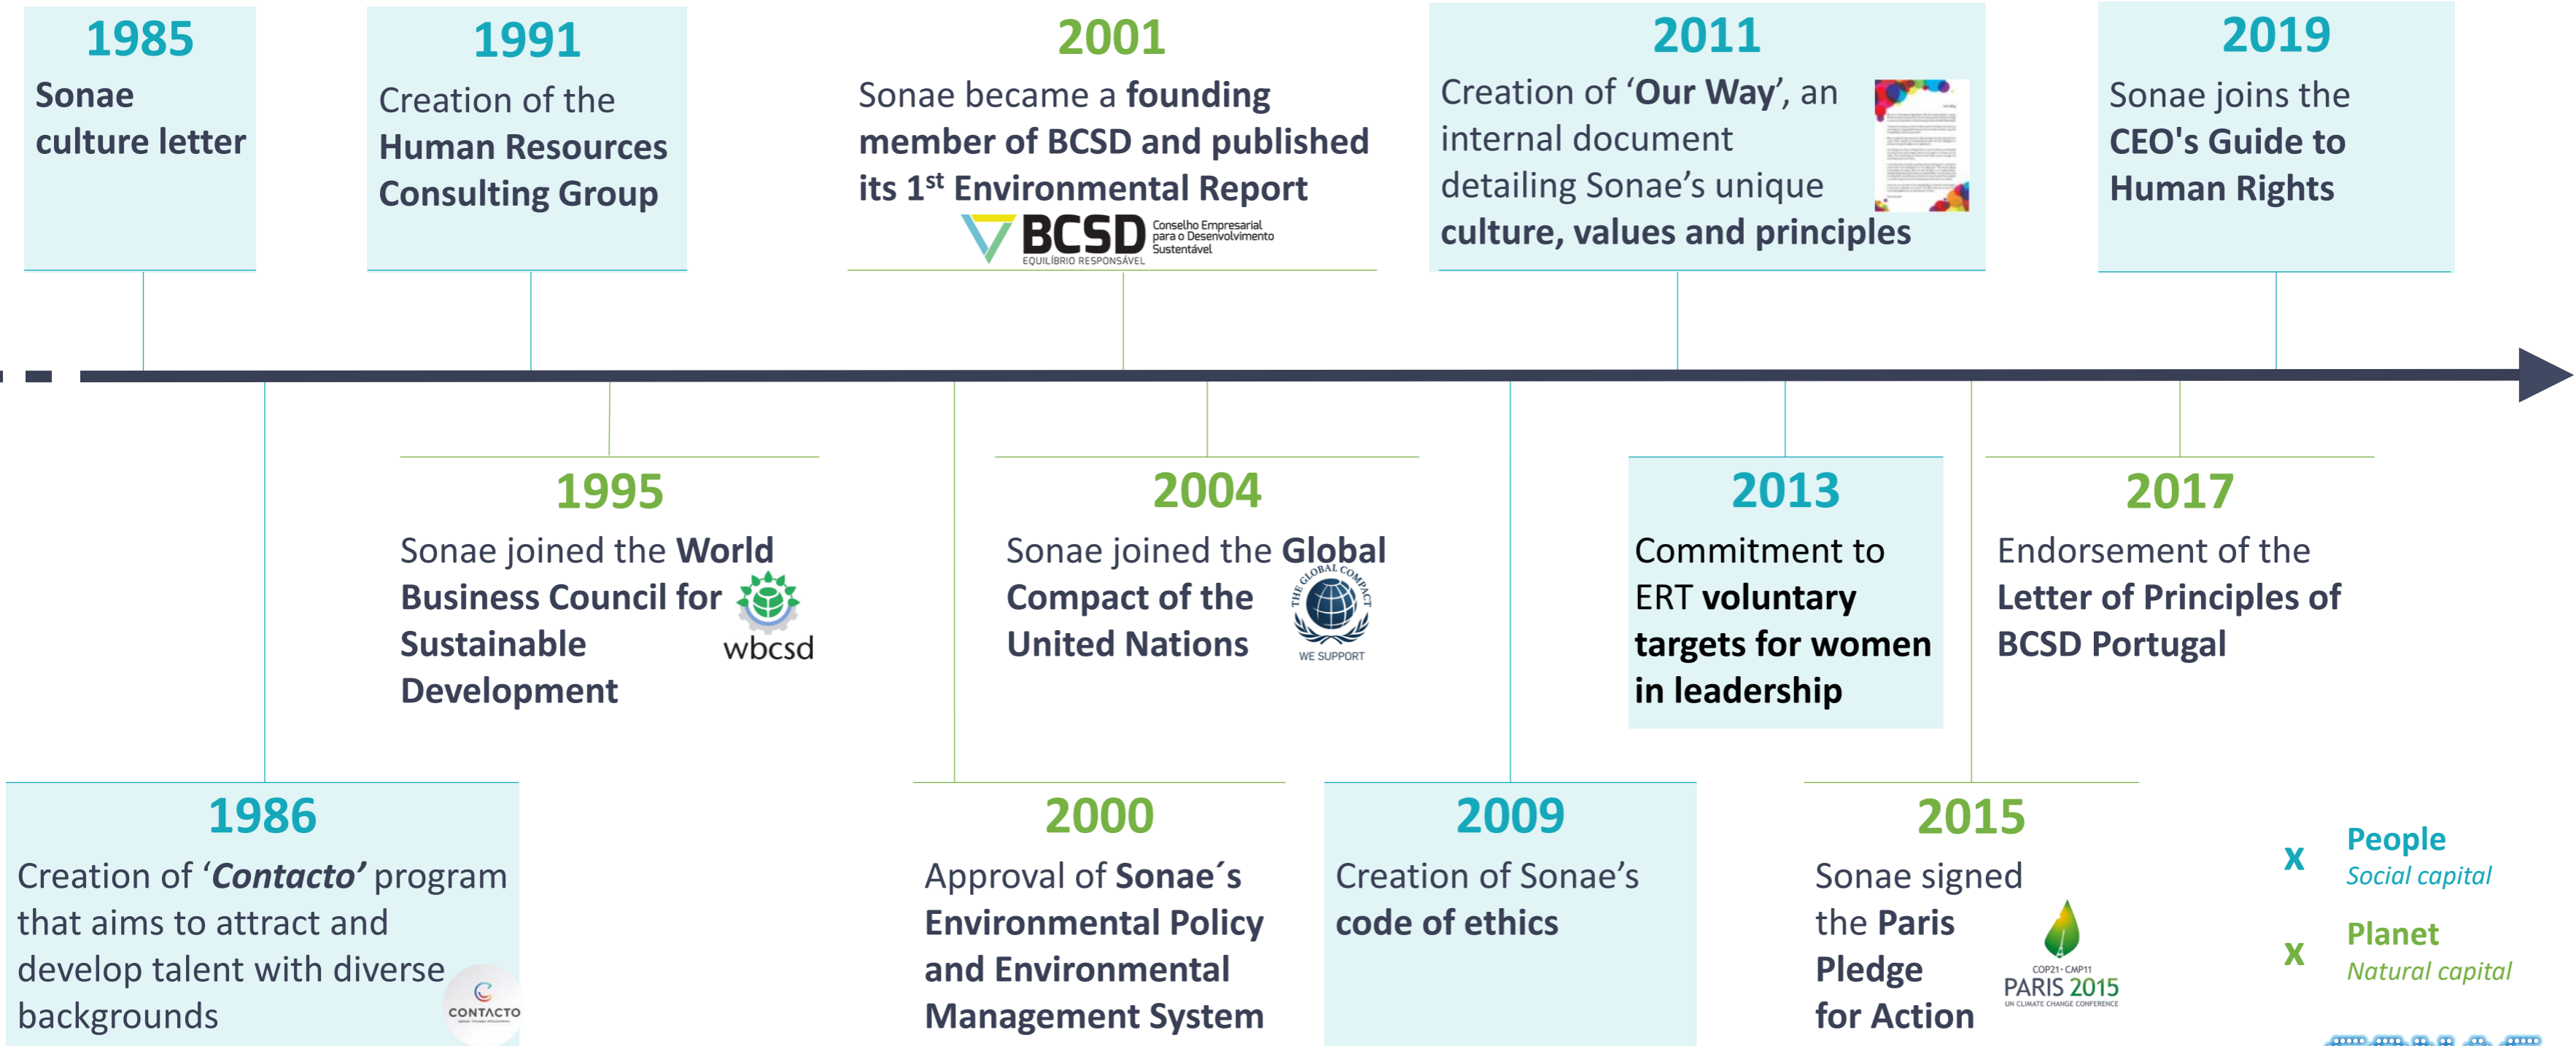 1985
Sonae
culture letter
1991
Creation of the
Human Resources
Consulting Group
2001
Sonae became a founding
member of BCSD and published
its 1st Environmental Report
BCSD
EQUILÍBRIO RESPONSÁVEL
Conselho Empresarial
para o Desenvolvimento
Sustentável
2011
Creation of ‘Our Way’, an
internal document
detailing Sonae’s unique
culture, values and principles
2019
Sonae joins the
CEO's Guide to
Human Rights
1995
Sonae joined the World
Business Council for
Sustainable
Development
wbcsd
2004
Sonae joined the Global
Compact of the
United Nations
THE GLOBAL COMPACT
WE SUPPORT
2013
Commitment to
ERT voluntary
targets for women
in leadership
2017
Endorsement of the
Letter of Principles of
BCSD Portugal
1986
Creation of ‘Contacto’ program
that aims to attract and
develop talent with diverse
backgrounds
CONTACTO
2000
Approval of Sonae´s
Environmental Policy
and Environmental
Management System
2009
Creation of Sonae’s
code of ethics
2015
Sonae signed
the Paris
Pledge
for Action
COP21·CMP11
PARIS 2015
UN CLIMATE CHANGE CONFERENCE
x People
Social capital
x Planet
Natural capital